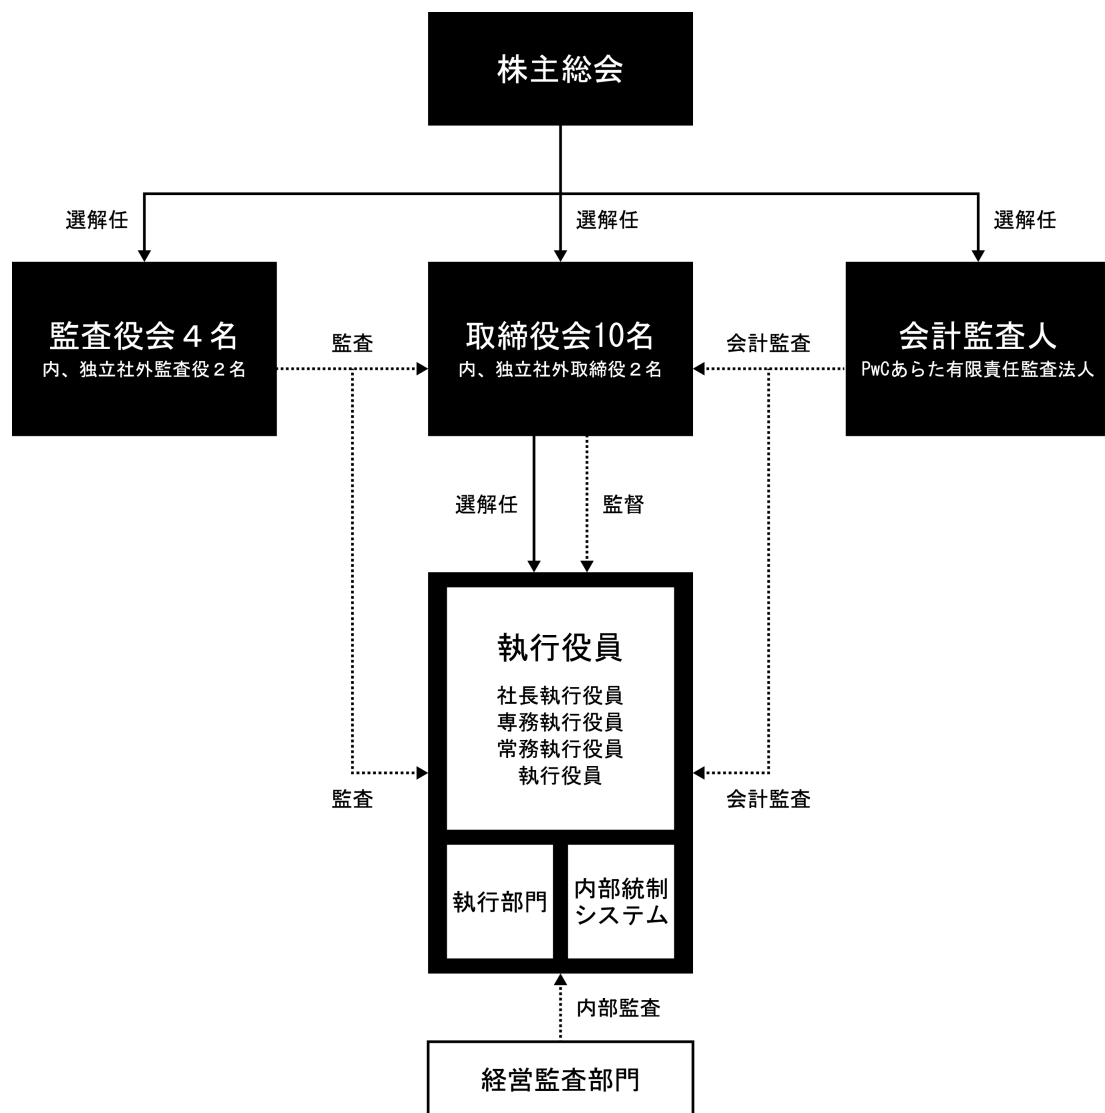 株主総会
選解任
選解任
選解任
監査役会４名
内、独立社外監査役２名
監査
取締役会10名
内、独立社外取締役２名
会計監査
会計監査人
PwCあらた有限責任監査法人
選解任
監督
執行役員
社長執行役員
専務執行役員
常務執行役員
執行役員
監査
会計監査
執行部門
内部統制
システム
内部監査
経営監査部門